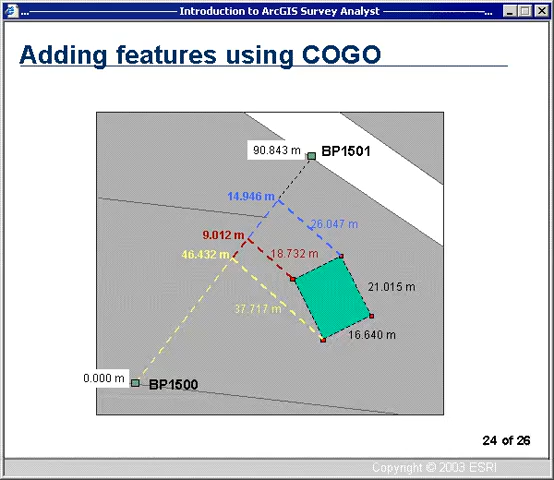 Introduction to ArcGIS Survey Analyst
Adding features using COGO
90.843 m
BP1501
14.946 m
26.047 m
9.012 m
18.732 m
46.432 m
21.015 m
37.717 m
16.640 m
0.000 m
BP1500
24 of 26
Copyright © 2003 ESRI